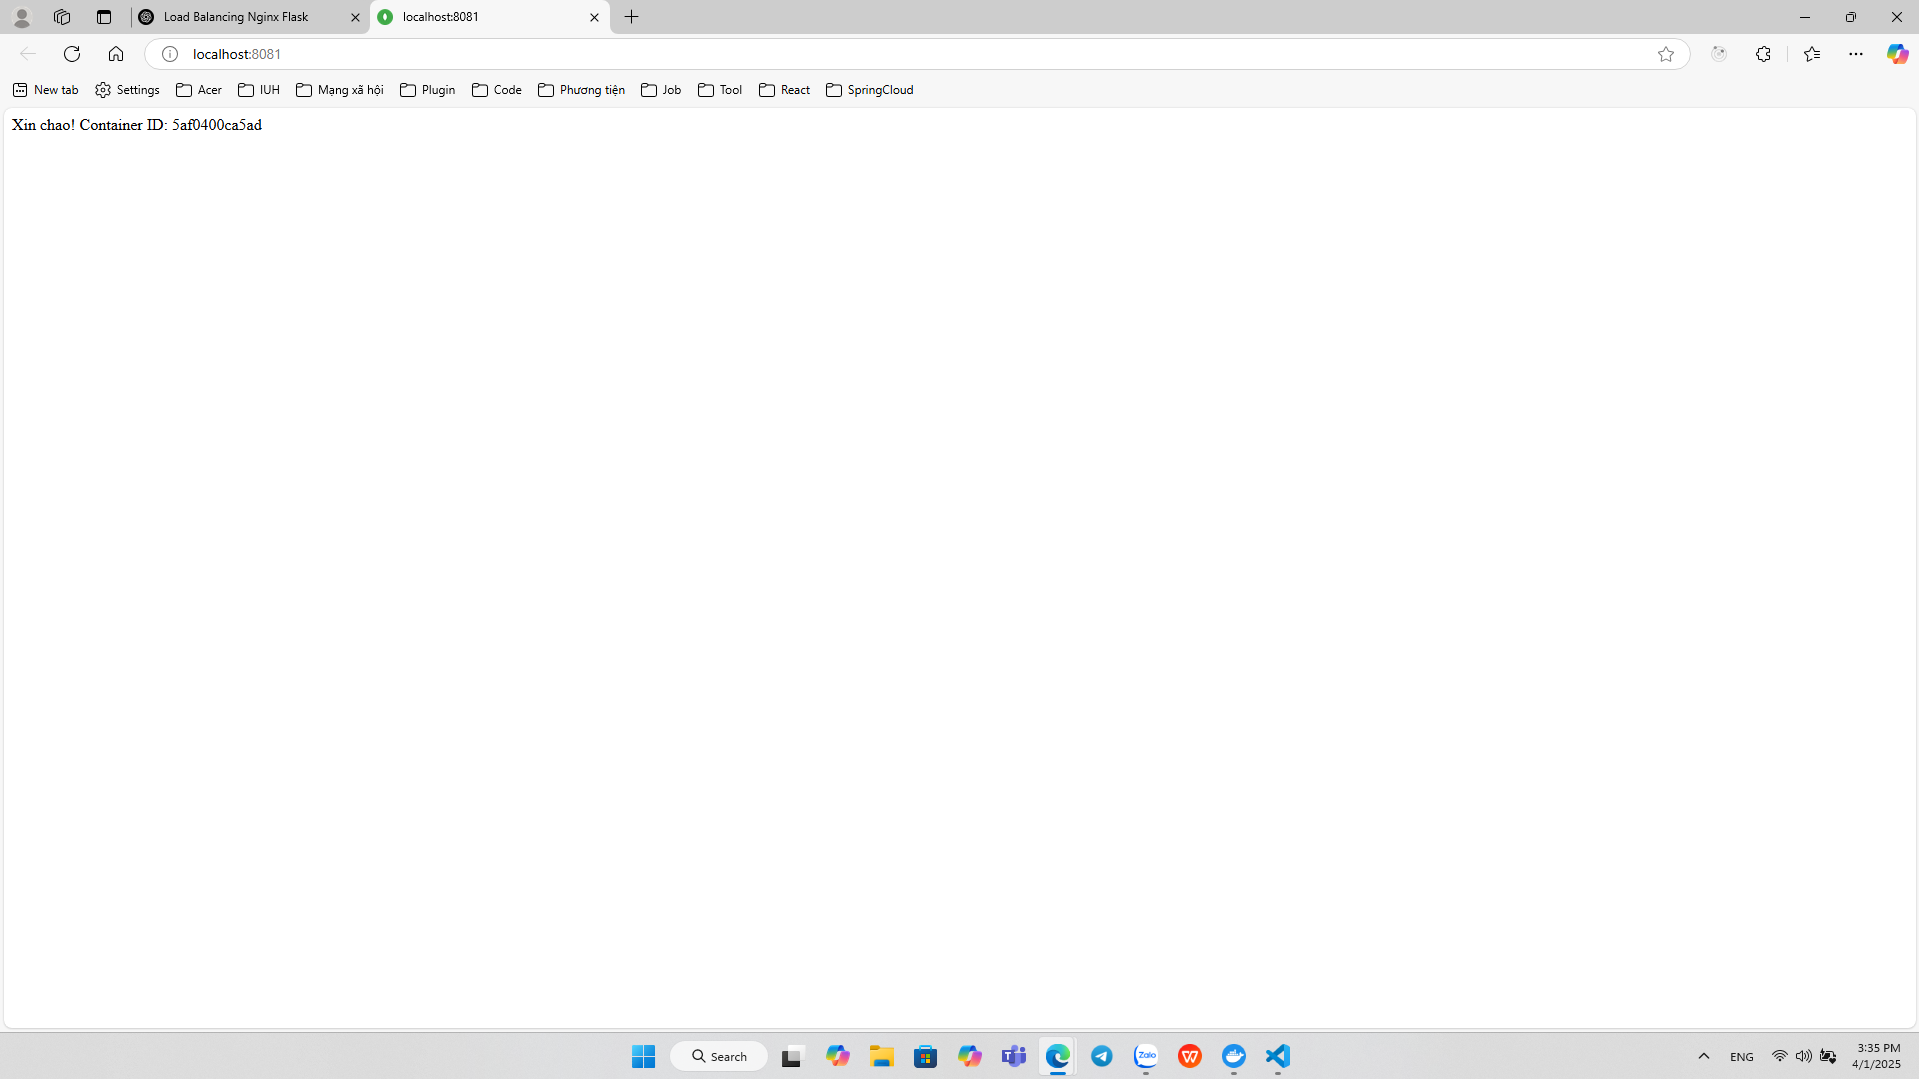 Load Balancing Nginx Flask
localhost:8081
localhost:8081
New tab
Settings
Acer
IUH
Mạng xã hội
Plugin
Code
Phương tiện
Job
Tool
React
SpringCloud
Xin chao! Container ID: 5af0400ca5ad
Search
Zalo
ENG
3:35 PM
4/1/2025